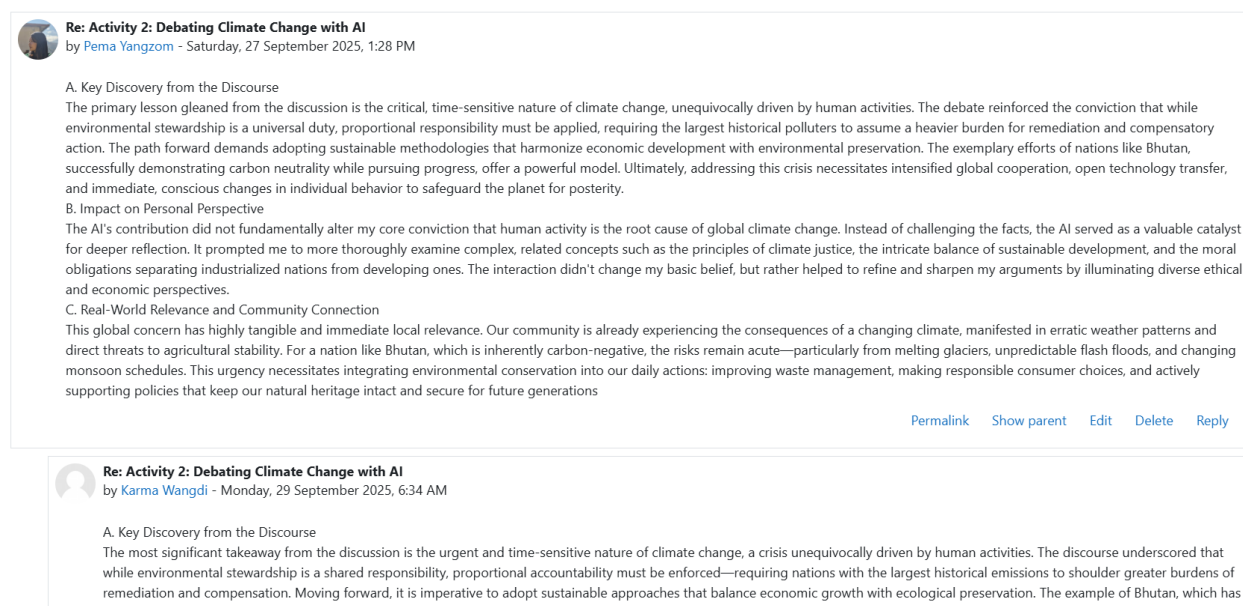 Re: Activity 2: Debating Climate Change with AI
by Pema Yangzom - Saturday, 27 September 2025, 1:28 PM
A. Key Discovery from the Discourse
The primary lesson gleaned from the discussion is the critical, time-sensitive nature of climate change, unequivocally driven by human activities. The debate reinforced the conviction that while
environmental stewardship is a universal duty, proportional responsibility must be applied, requiring the largest historical polluters to assume a heavier burden for remediation and compensatory
action. The path forward demands adopting sustainable methodologies that harmonize economic development with environmental preservation. The exemplary efforts of nations like Bhutan,
successfully demonstrating carbon neutrality while pursuing progress, offer a powerful model. Ultimately, addressing this crisis necessitates intensified global cooperation, open technology transfer,
and immediate, conscious changes in individual behavior to safeguard the planet for posterity.
B. Impact on Personal Perspective
The AI's contribution did not fundamentally alter my core conviction that human activity is the root cause of global climate change. Instead of challenging the facts, the AI served as a valuable catalyst
for deeper reflection. It prompted me to more thoroughly examine complex, related concepts such as the principles of climate justice, the intricate balance of sustainable development, and the moral
obligations separating industrialized nations from developing ones. The interaction didn't change my basic belief, but rather helped to refine and sharpen my arguments by illuminating diverse ethical
and economic perspectives.
C. Real-World Relevance and Community Connection
This global concern has highly tangible and immediate local relevance. Our community is already experiencing the consequences of a changing climate, manifested in erratic weather patterns and
direct threats to agricultural stability. For a nation like Bhutan, which is inherently carbon-negative, the risks remain acute—particularly from melting glaciers, unpredictable flash floods, and changing
monsoon schedules. This urgency necessitates integrating environmental conservation into our daily actions: improving waste management, making responsible consumer choices, and actively
supporting policies that keep our natural heritage intact and secure for future generations
Permalink Show parent Edit Delete Reply
Re: Activity 2: Debating Climate Change with AI
by Karma Wangdi - Monday, 29 September 2025, 6:34 AM
A. Key Discovery from the Discourse
The most significant takeaway from the discussion is the urgent and time-sensitive nature of climate change, a crisis unequivocally driven by human activities. The discourse underscored that
while environmental stewardship is a shared responsibility, proportional accountability must be enforced—requiring nations with the largest historical emissions to shoulder greater burdens of
remediation and compensation. Moving forward, it is imperative to adopt sustainable approaches that balance economic growth with ecological preservation. The example of Bhutan, which has